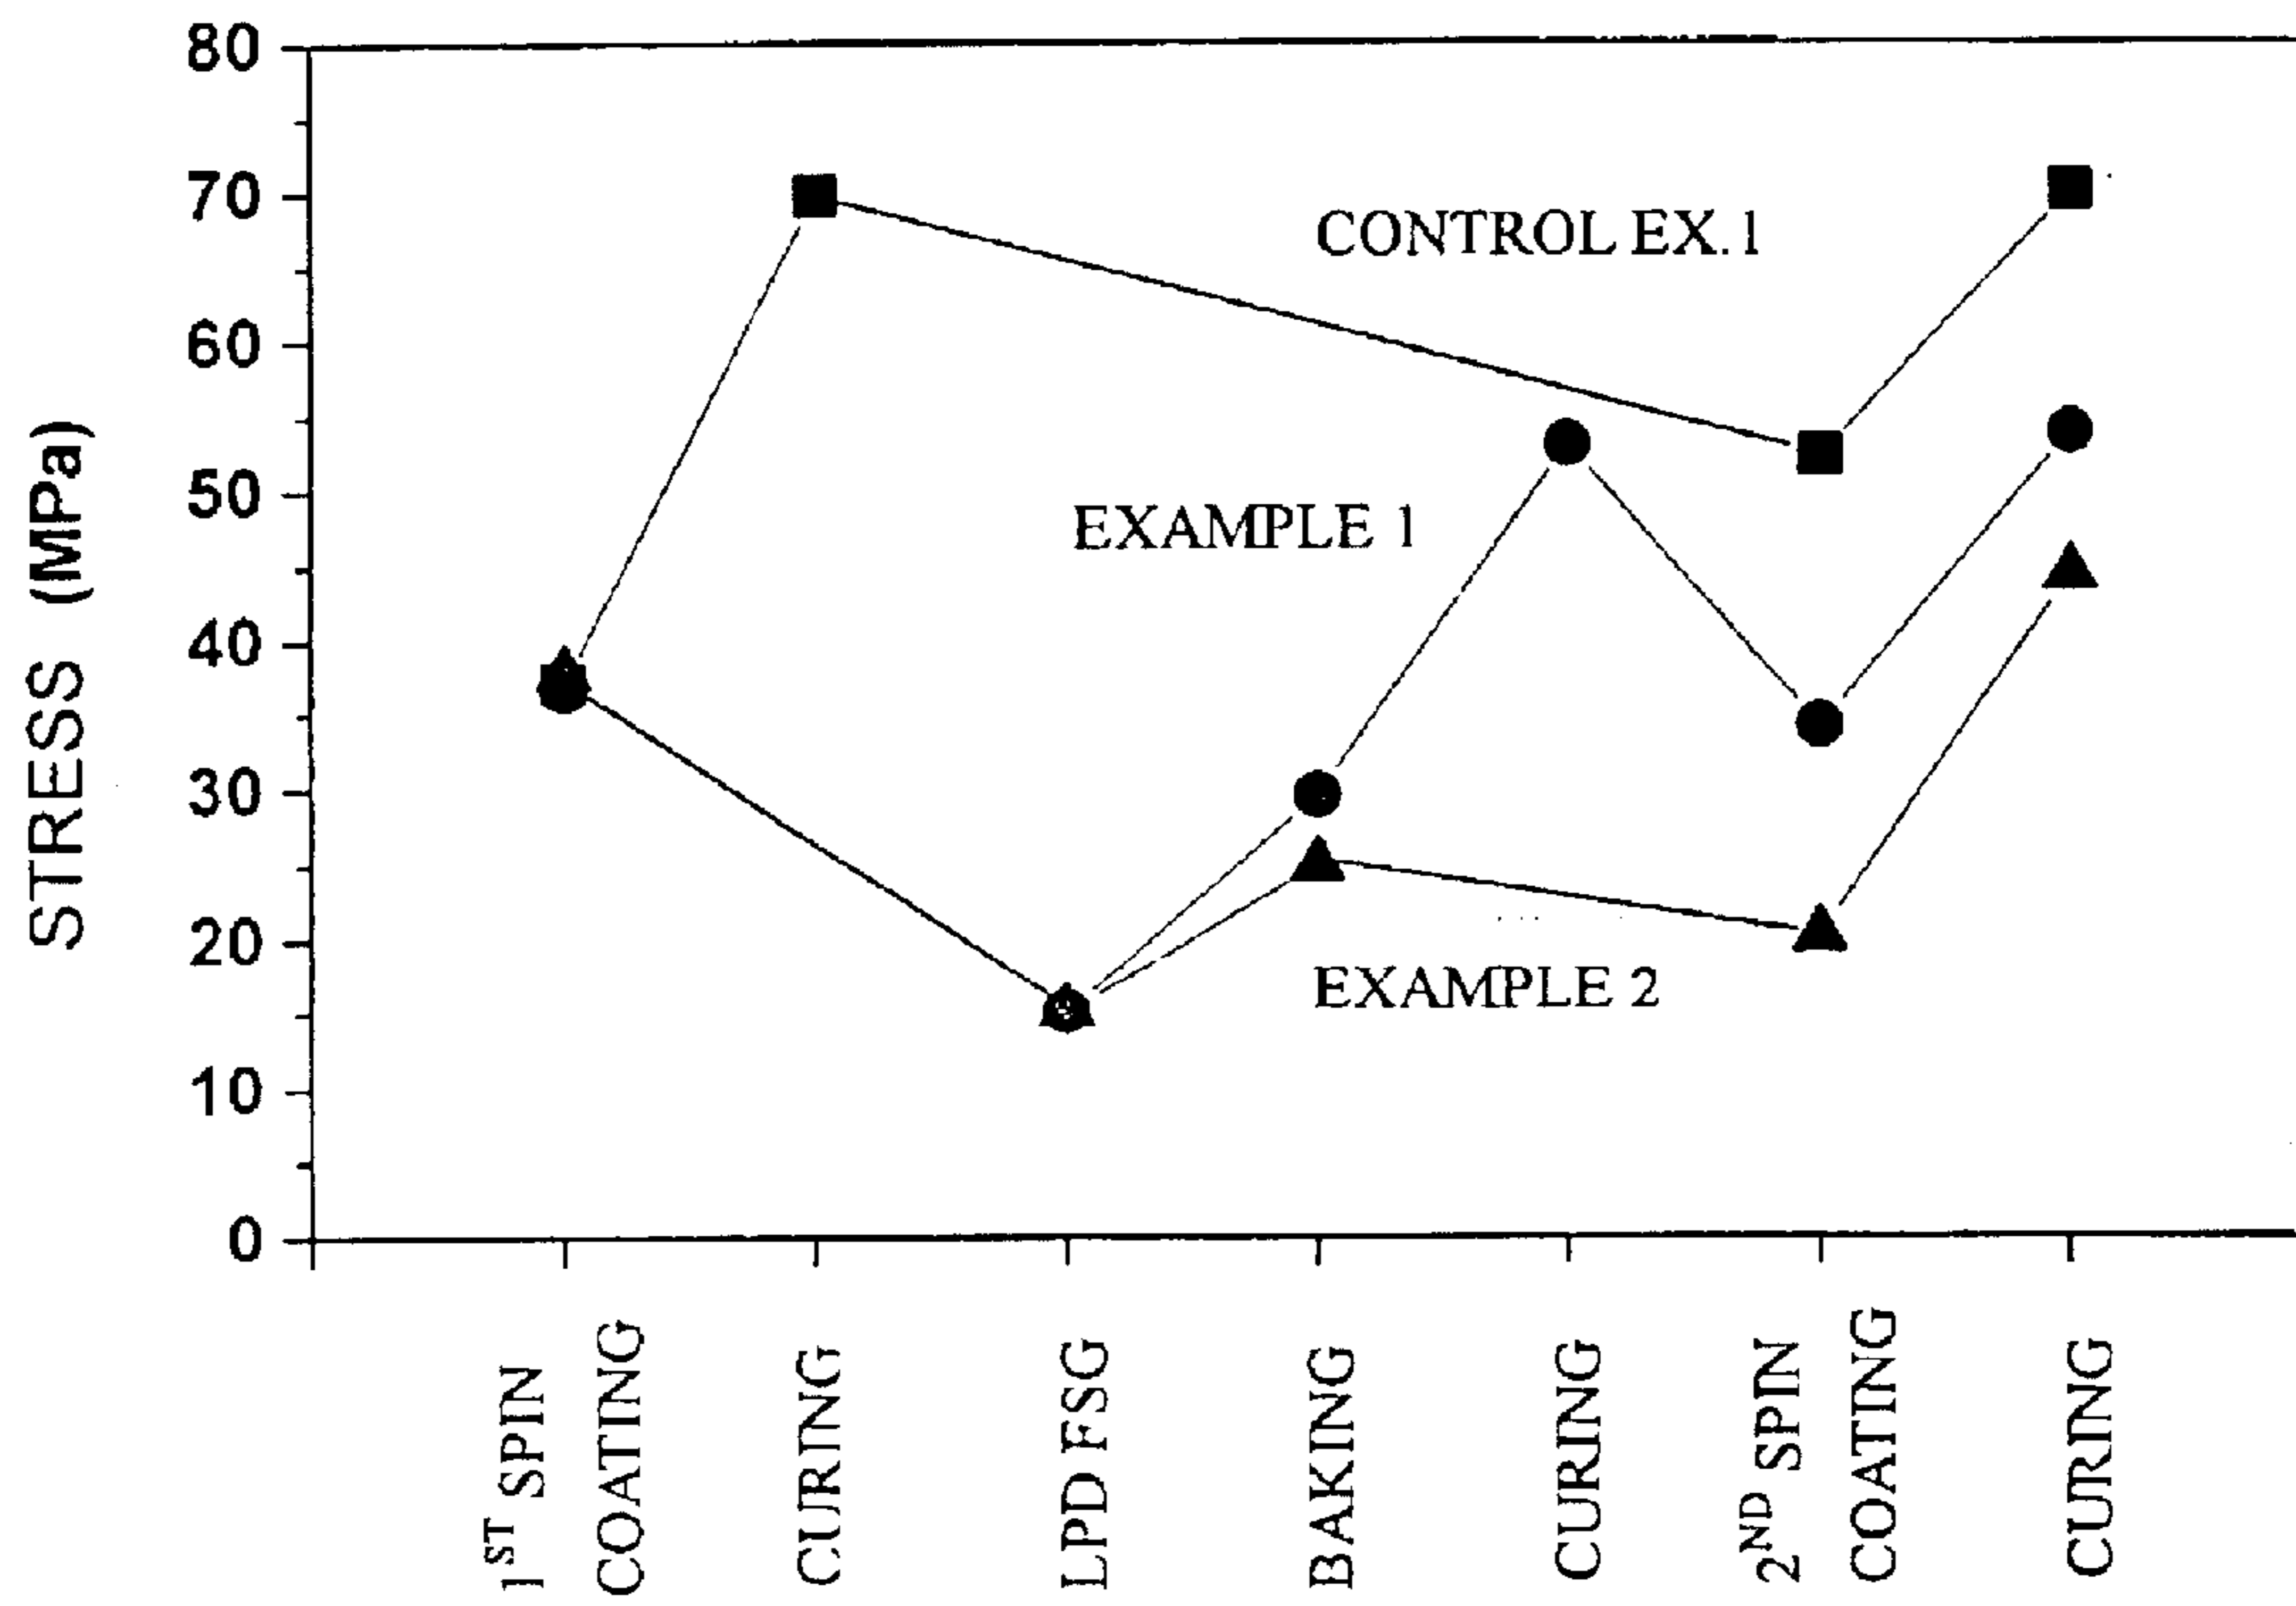 80
70
60
50
40
30
20
10
0
STRESS (MPa)
CONTROL EX. 1
EXAMPLE 1
EXAMPLE 2
1ST SPIN
COATING
CURING
LPD FSG
BAKING
CURING
2ND SPIN
COATING
CURING